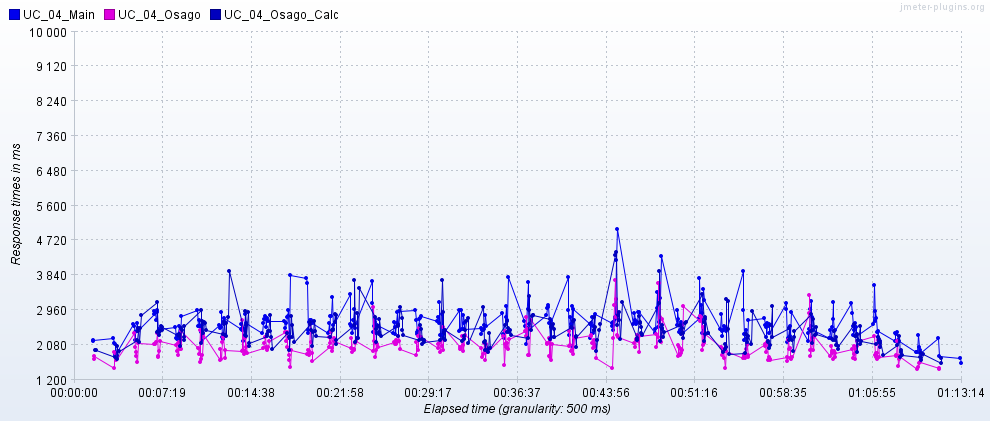 UC_04_Main UC_04_Osago UC_04_Osago_Calc
jmeter-plugins.org
10 000
9 120
8 240
7 360
6 480
5 600
4 720
3 840
2 960
2 080
1 200
Response times in ms
00:00:00 00:07:19 00:14:38 00:21:58 00:29:17 00:36:37 00:43:56 00:51:16 00:58:35 01:05:55 01:13:14
Elapsed time (granularity: 500 ms)